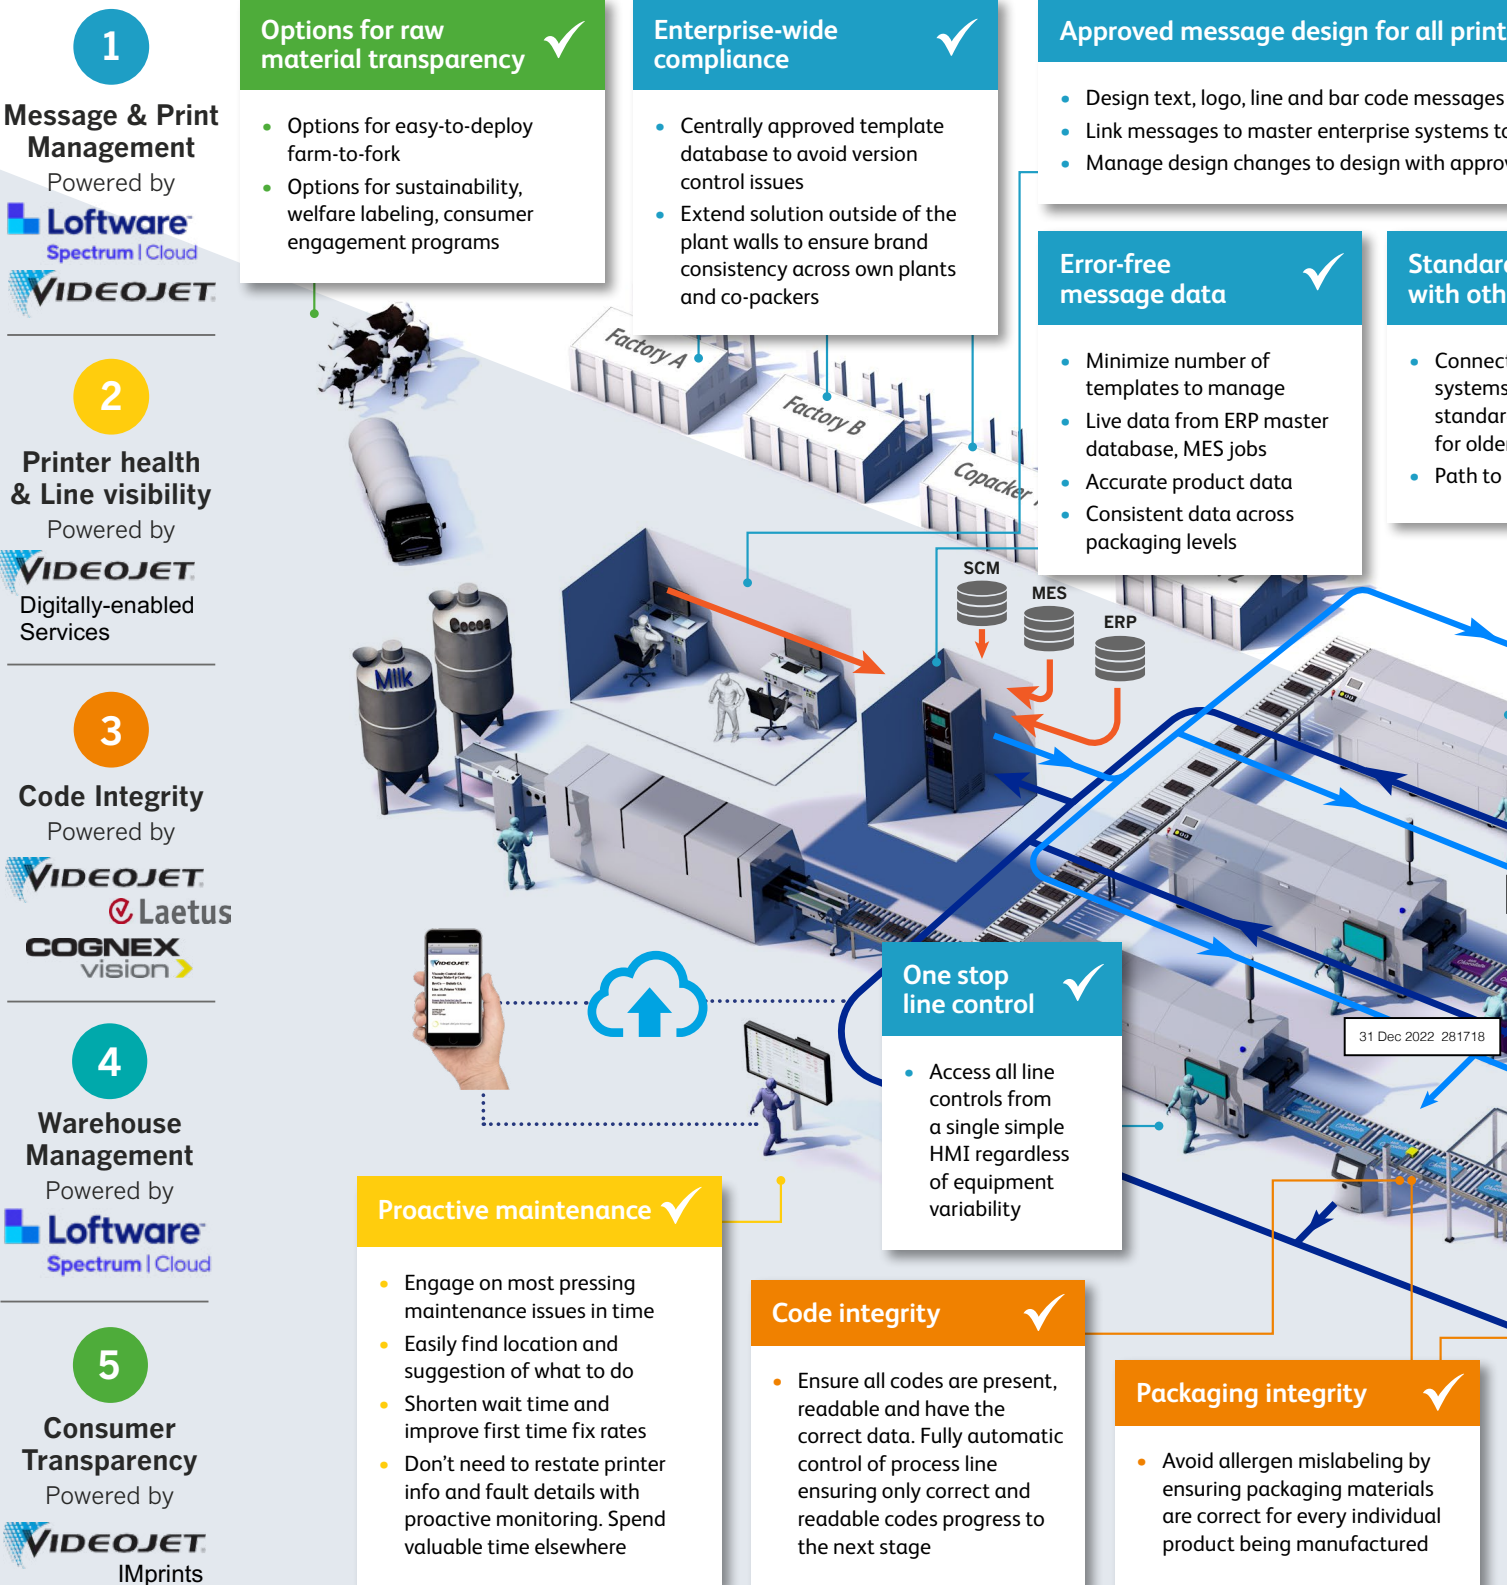 1
Message & Print
Management
Powered by
Loftware
Spectrum | Cloud
VIDEOJET
2
Printer health
& Line visibility
Powered by
VIDEOJET
Digitally-enabled
Services
3
Code Integrity
Powered by
VIDEOJET
Laetus
COGNEX
vision
4
Warehouse
Management
Powered by
Loftware
Spectrum | Cloud
5
Consumer
Transparency
Powered by
VIDEOJET
IMprints
Options for raw
material transparency
• Options for easy-to-deploy
farm-to-fork
• Options for sustainability,
welfare labeling, consumer
engagement programs
Enterprise-wide
compliance
• Centrally approved template
database to avoid version
control issues
• Extend solution outside of the
plant walls to ensure brand
consistency across own plants
and co-packers
Approved message design for all print
• Design text, logo, line and bar code messages
• Link messages to master enterprise systems to
• Manage design changes to design with approv
Error-free
message data
• Minimize number of
templates to manage
• Live data from ERP master
database, MES jobs
• Accurate product data
• Consistent data across
packaging levels
Standar
with oth
• Connect
systems
standar
for older
• Path to
Factory A
Factory B
Copacker
SCM
MES
ERP
Milk
VIDEOJET
One stop
line control
• Access all line
controls from
a single simple
HMI regardless
of equipment
variability
31 Dec 2022 281718
Proactive maintenance
• Engage on most pressing
maintenance issues in time
• Easily find location and
suggestion of what to do
• Shorten wait time and
improve first time fix rates
• Don’t need to restate printer
info and fault details with
proactive monitoring. Spend
valuable time elsewhere
Code integrity
• Ensure all codes are present,
readable and have the
correct data. Fully automatic
control of process line
ensuring only correct and
readable codes progress to
the next stage
Packaging integrity
• Avoid allergen mislabeling by
ensuring packaging materials
are correct for every individual
product being manufactured